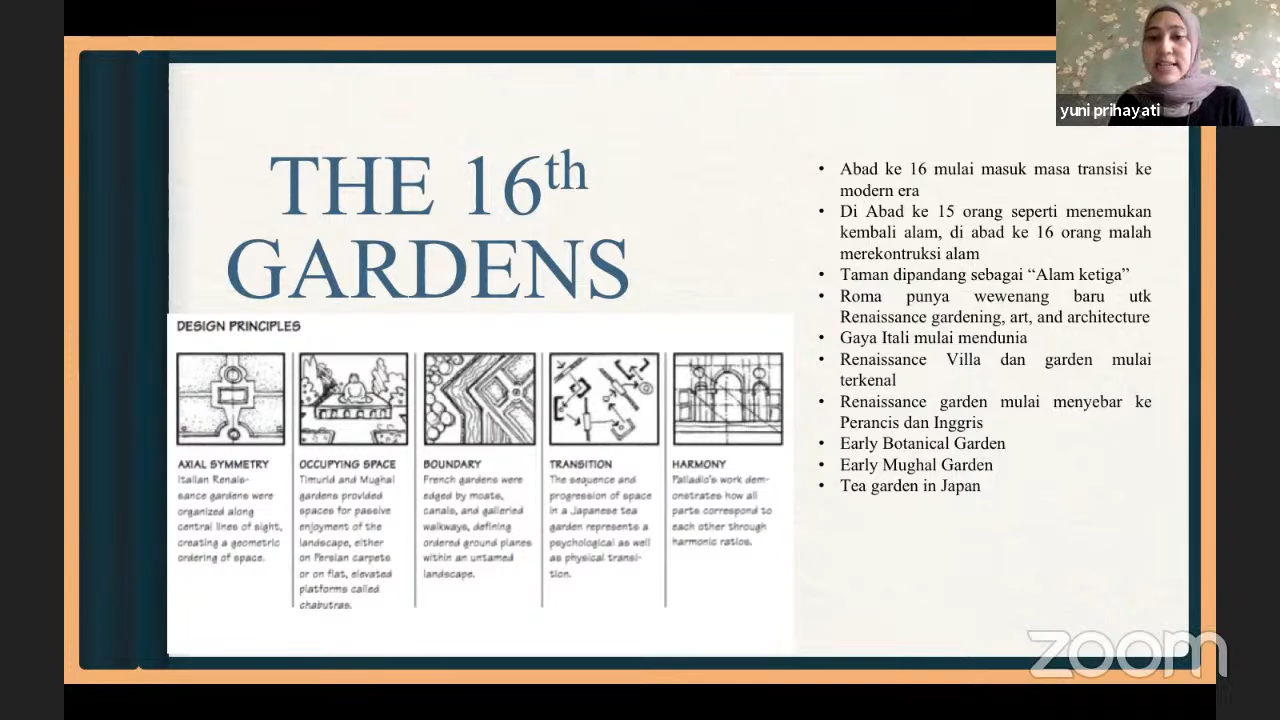 yuni prihayati
THE 16th
GARDENS
DESIGN PRINCIPLES
AXIAL SYMMETRY
Italian Renais-
sance gardens were
organized along
central lines of sight,
creating a geometric
ordering of space.
OCCUPYING SPACE
Timurid and Mughal
gardens provided
spaces for passive
enjoyment of the
landscape, either
on Persian carpets
or on flat, elevated
platforms called
chabutras.
BOUNDARY
French gardens were
edged by moats,
canals, and galleried
walkways, defining
ordered ground planes
within an untamed
landscape.
TRANSITION
The sequence and
progression of space
in a Japanese tea
garden represents a
psychological as well
as physical transi-
tion.
HARMONY
Palladio's work dem-
onstrates how all
parts correspond to
each other through
harmonic ratios.
• Abad ke 16 mulai masuk masa transisi ke
modern era
• Di Abad ke 15 orang seperti menemukan
kembali alam, di abad ke 16 orang malah
merekontruksi alam
• Taman dipandang sebagai “Alam ketiga”
• Roma punya wewenang baru utk
Renaissance gardening, art, and architecture
• Gaya Itali mulai mendunia
• Renaissance Villa dan garden mulai
terkenal
• Renaissance garden mulai menyebar ke
Perancis dan Inggris
• Early Botanical Garden
• Early Mughal Garden
• Tea garden in Japan
zoom